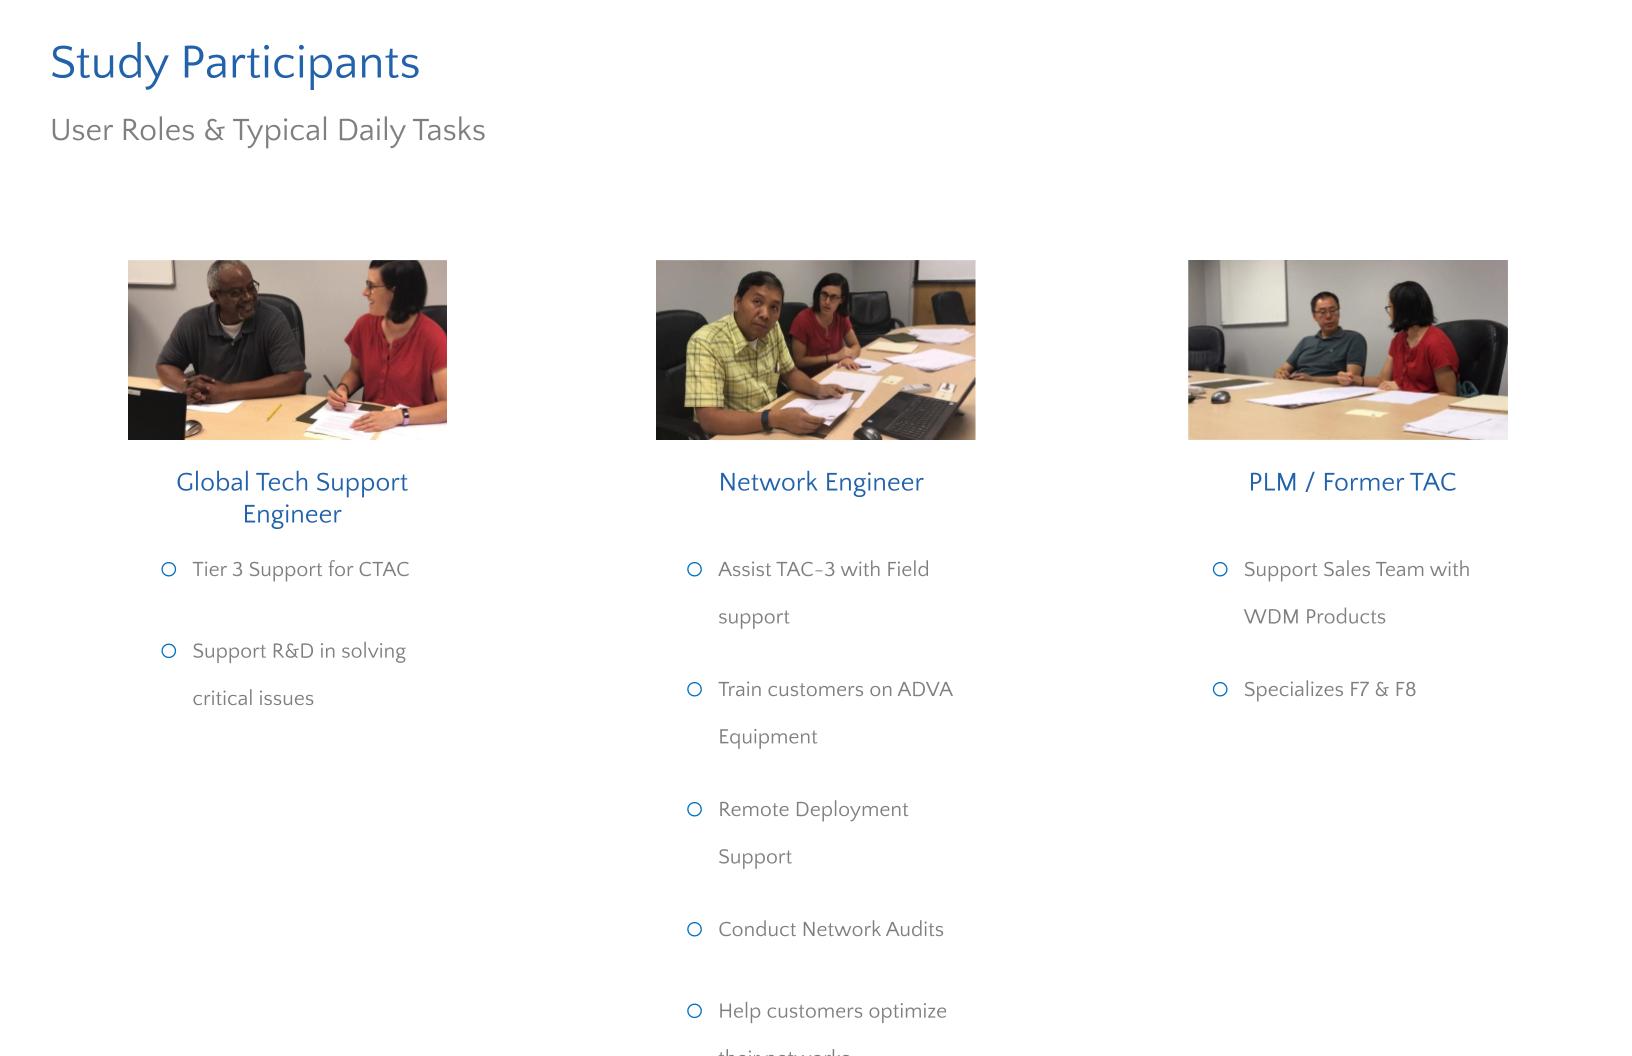 Study Participants
User Roles & Typical Daily Tasks
Global Tech Support
Engineer
Tier 3 Support for CTAC
Support R&D in solving
critical issues
Network Engineer
Assist TAC-3 with Field
support
Train customers on ADVA
Equipment
Remote Deployment
Support
Conduct Network Audits
Help customers optimize
their networks
PLM / Former TAC
Support Sales Team with
WDM Products
Specializes F7 & F8